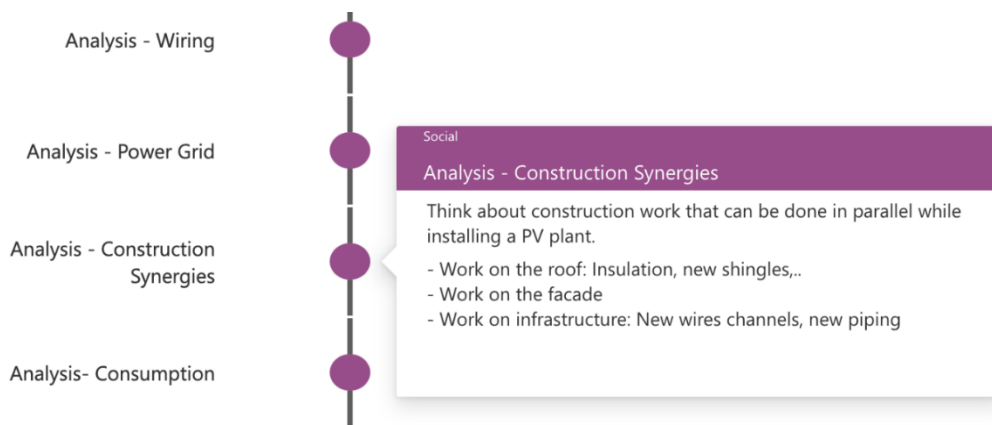 Analysis - Wiring
Analysis - Power Grid
Analysis - Construction
Synergies
Analysis- Consumption
Social
Analysis - Construction Synergies
Think about construction work that can be done in parallel while
installing a PV plant.
- Work on the roof: Insulation, new shingles,..
- Work on the facade
- Work on infrastructure: New wires channels, new piping